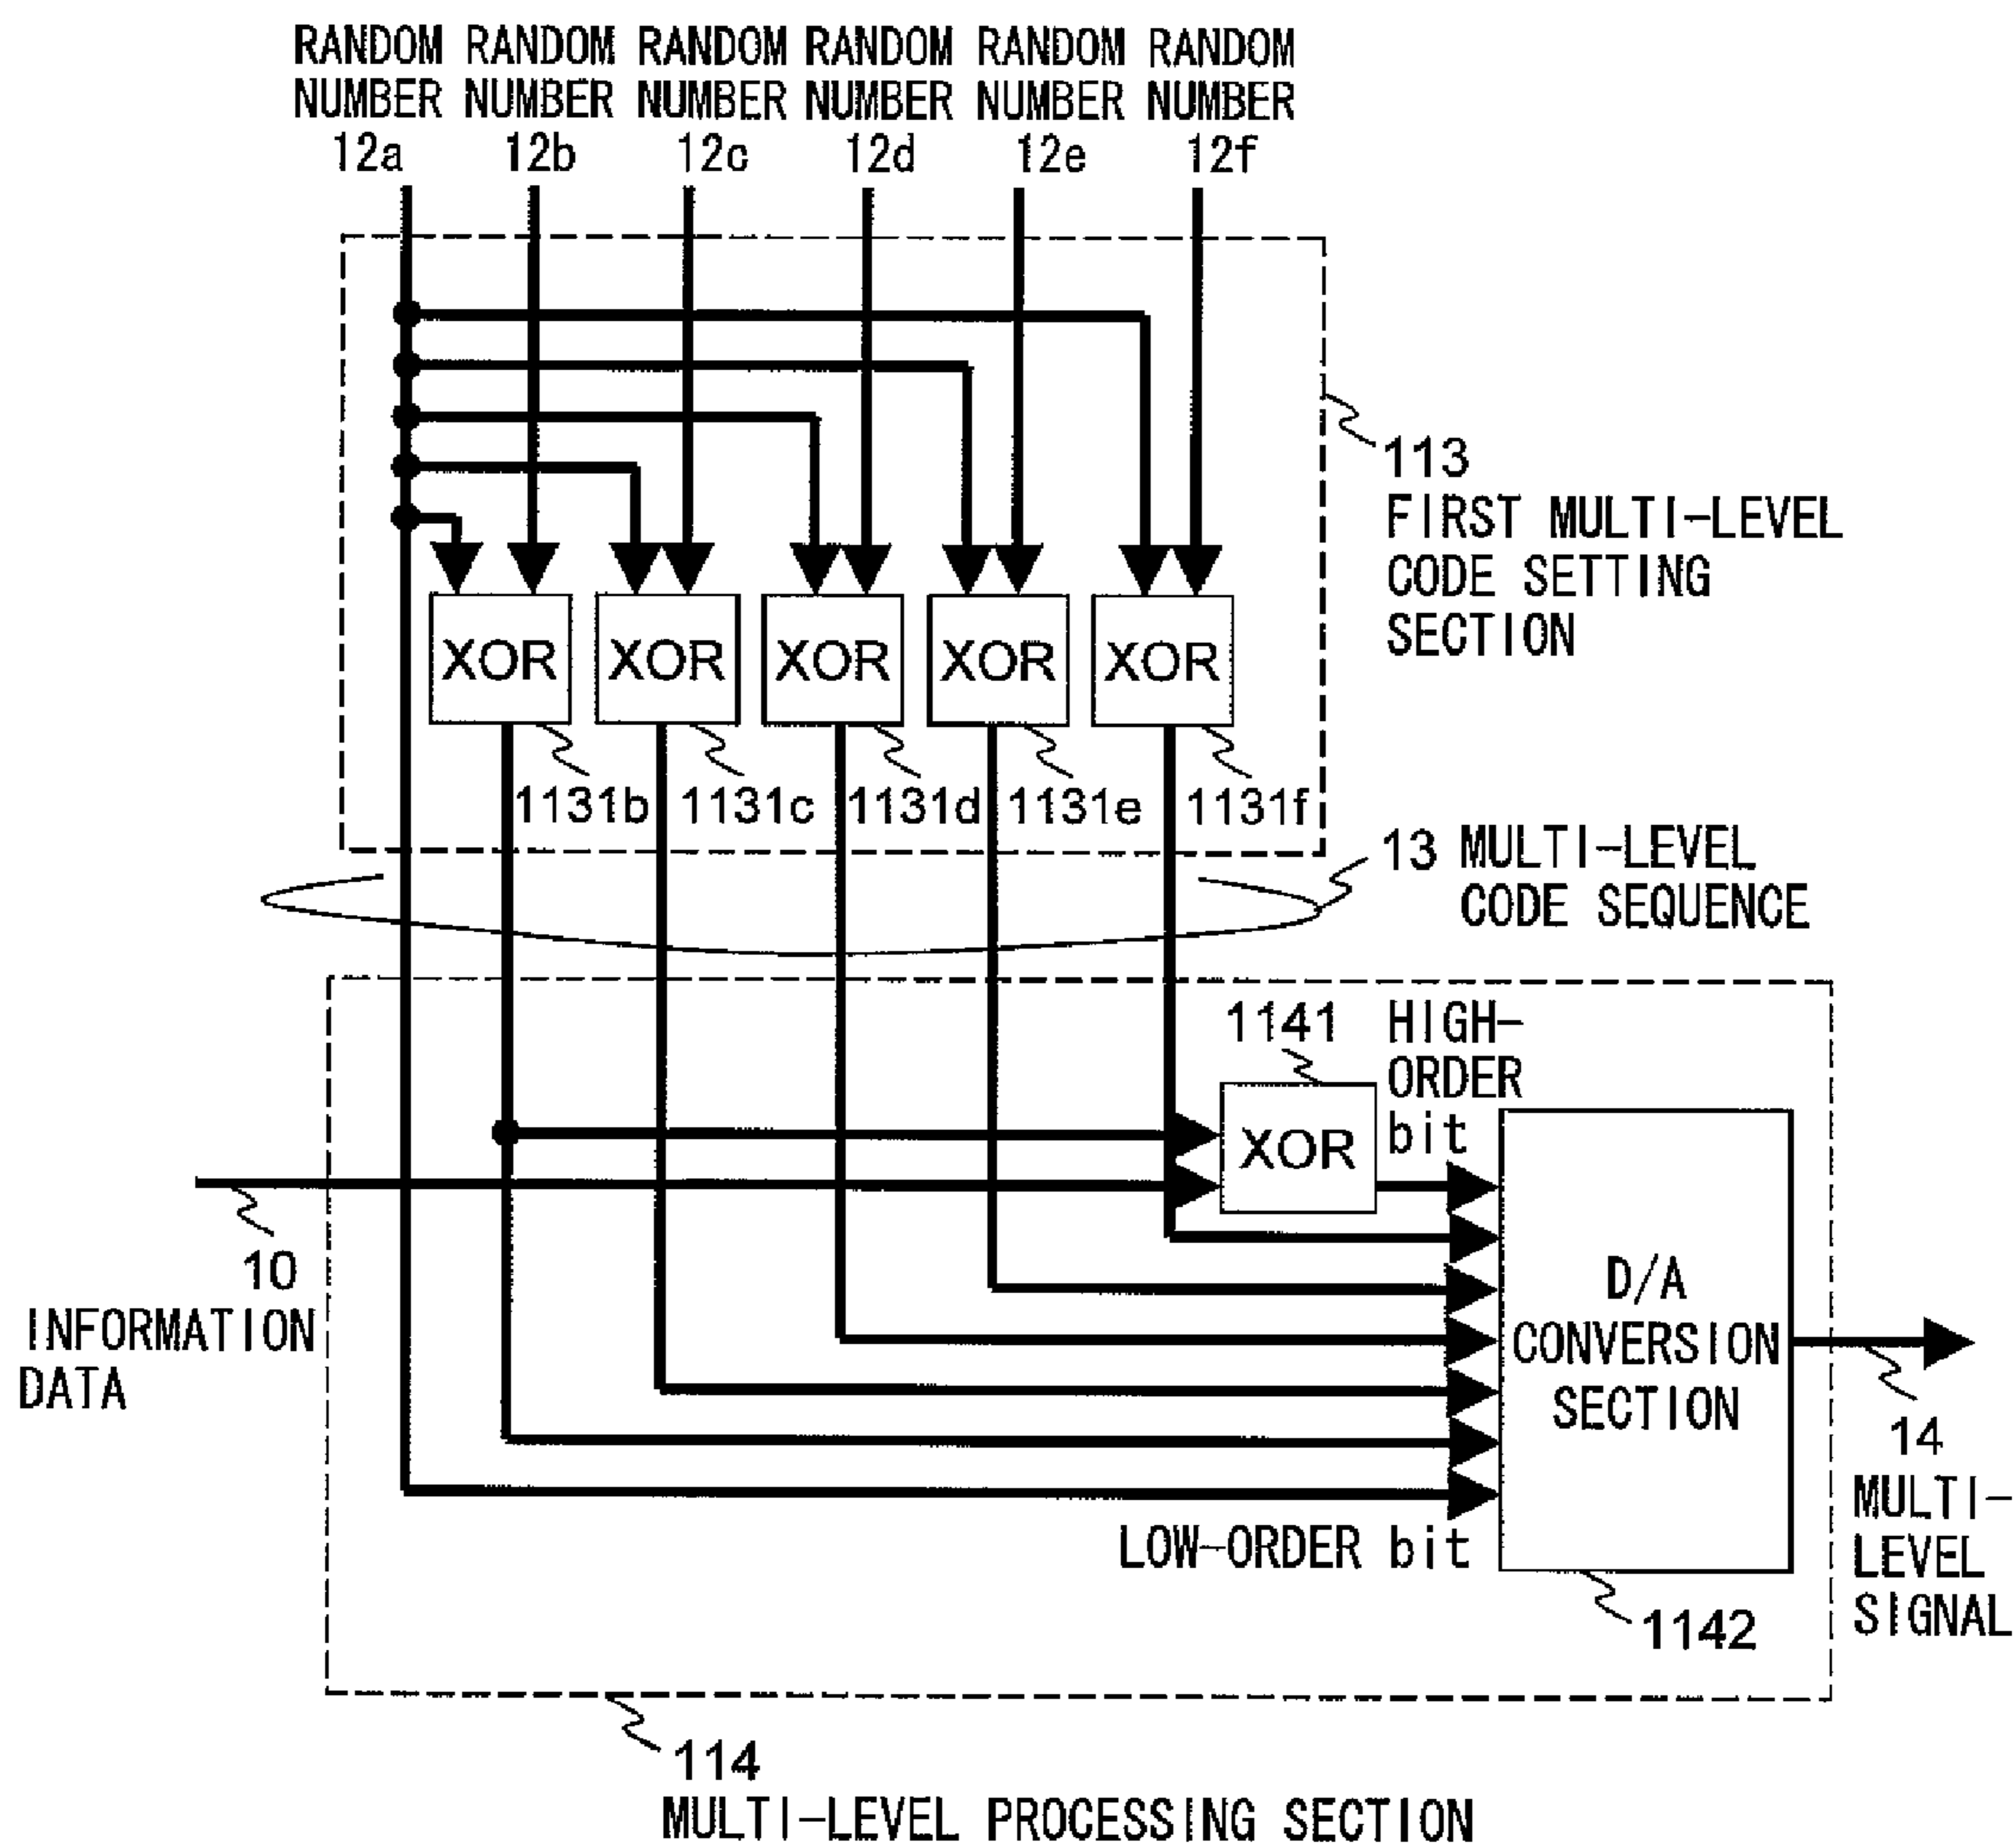 RANDOM RANDOM RANDOM RANDOM RANDOM RANDOM
NUMBER NUMBER NUMBER NUMBER NUMBER NUMBER
12a 12b 12c 12d 12e 12f
113
FIRST MULTI-LEVEL
CODE SETTING
SECTION
XOR XOR XOR XOR XOR
1131b 1131c 1131d 1131e 1131f
13 MULTI-LEVEL
CODE SEQUENCE
1141 HIGH-
ORDER
bit
XOR
10
INFORMATION
DATA
D/A
CONVERSION
SECTION
14
MULTI-
LEVEL
SIGNAL
LOW-ORDER bit
1142
114
MULTI-LEVEL PROCESSING SECTION